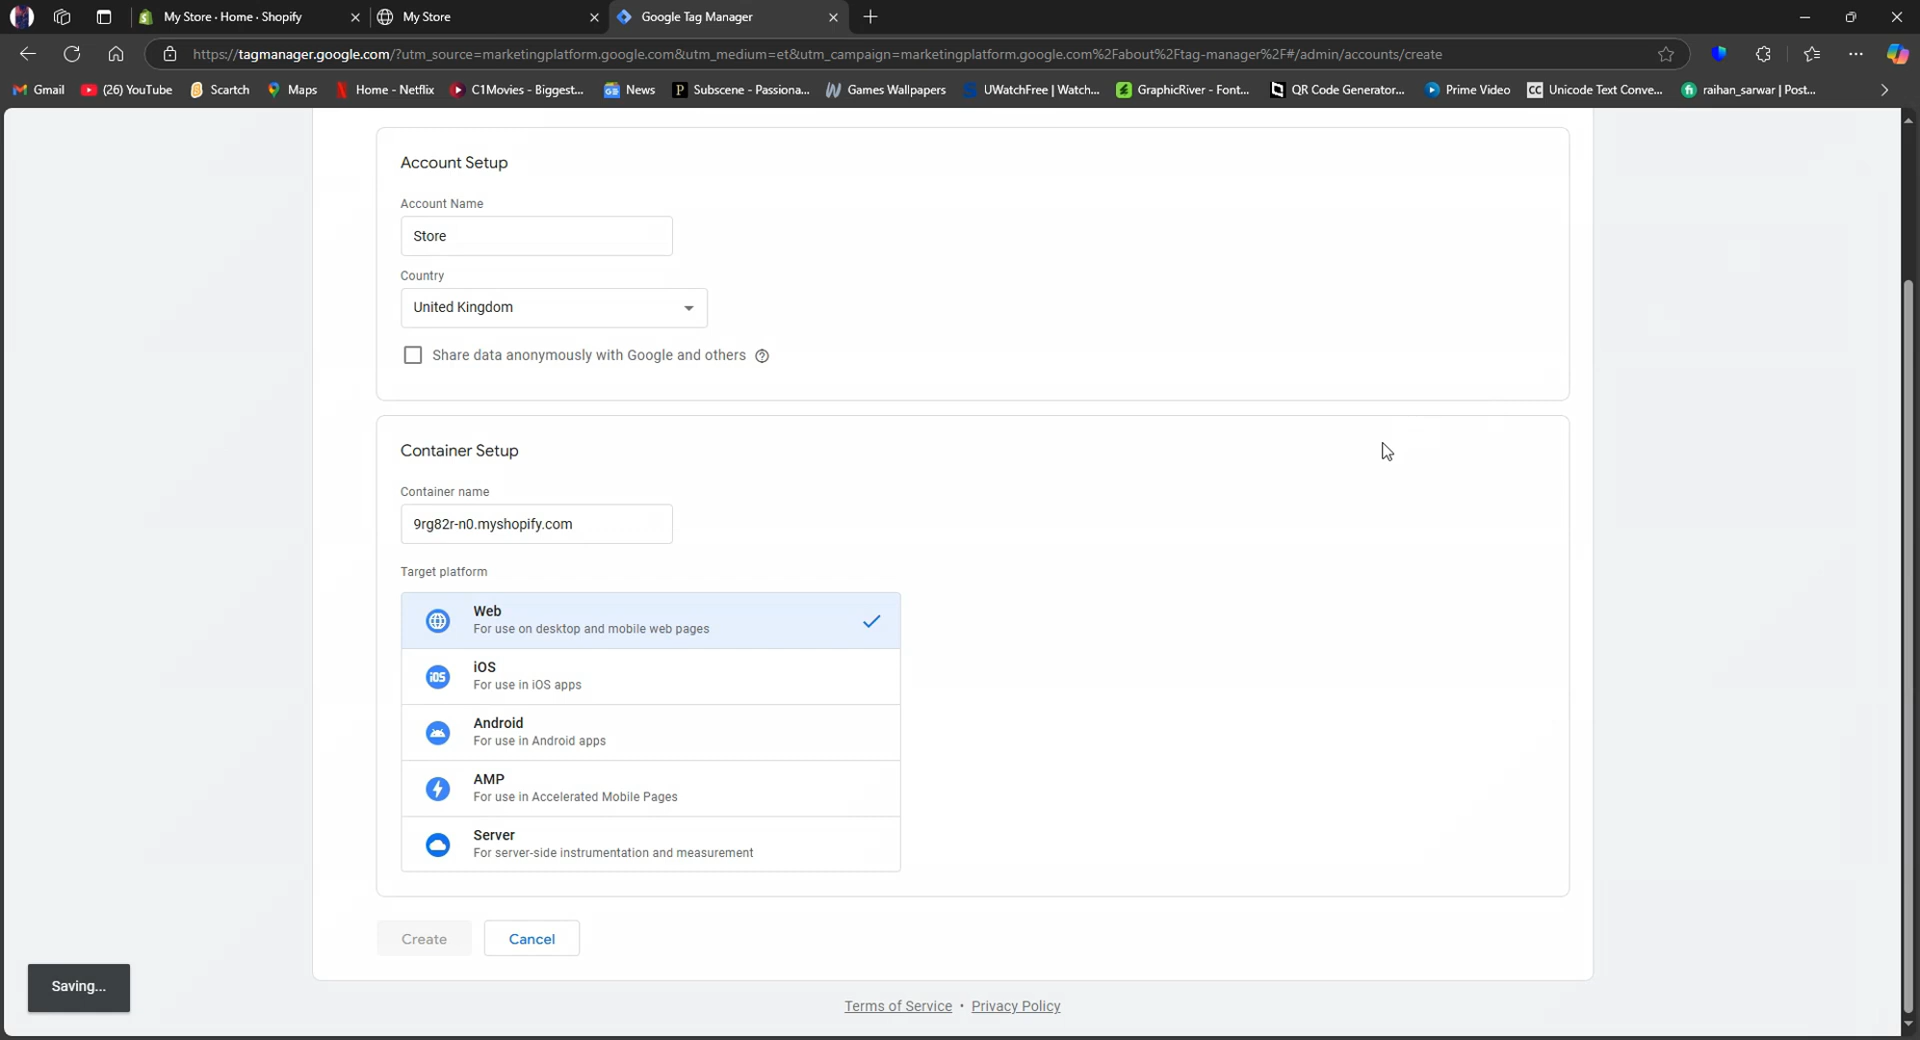 My Store · Home · Shopify
My Store
Google Tag Manager
https://tagmanager.google.com/?utm_source=marketingplatform.google.com&utm_medium=et&utm_campaign=marketingplatform.google.com%2Fabout%2Ftag-manager%2F#/admin/accounts/create
Gmail
(26) YouTube
Scartch
Maps
Home - Netflix
C1Movies - Biggest...
News
Subscene - Passiona...
Games Wallpapers
UWatchFree | Watch...
GraphicRiver - Font...
QR Code Generator...
Prime Video
CC
Unicode Text Conve...
raihan_sarwar | Post...
Account Setup
Account Name
Store
Country
United Kingdom
Share data anonymously with Google and others
Container Setup
Container name
9rg82r-n0.myshopify.com
Target platform
Web
For use on desktop and mobile web pages
iOS
iOS
For use in iOS apps
Android
For use in Android apps
AMP
For use in Accelerated Mobile Pages
Server
For server-side instrumentation and measurement
Create
Cancel
Saving...
Terms of Service • Privacy Policy